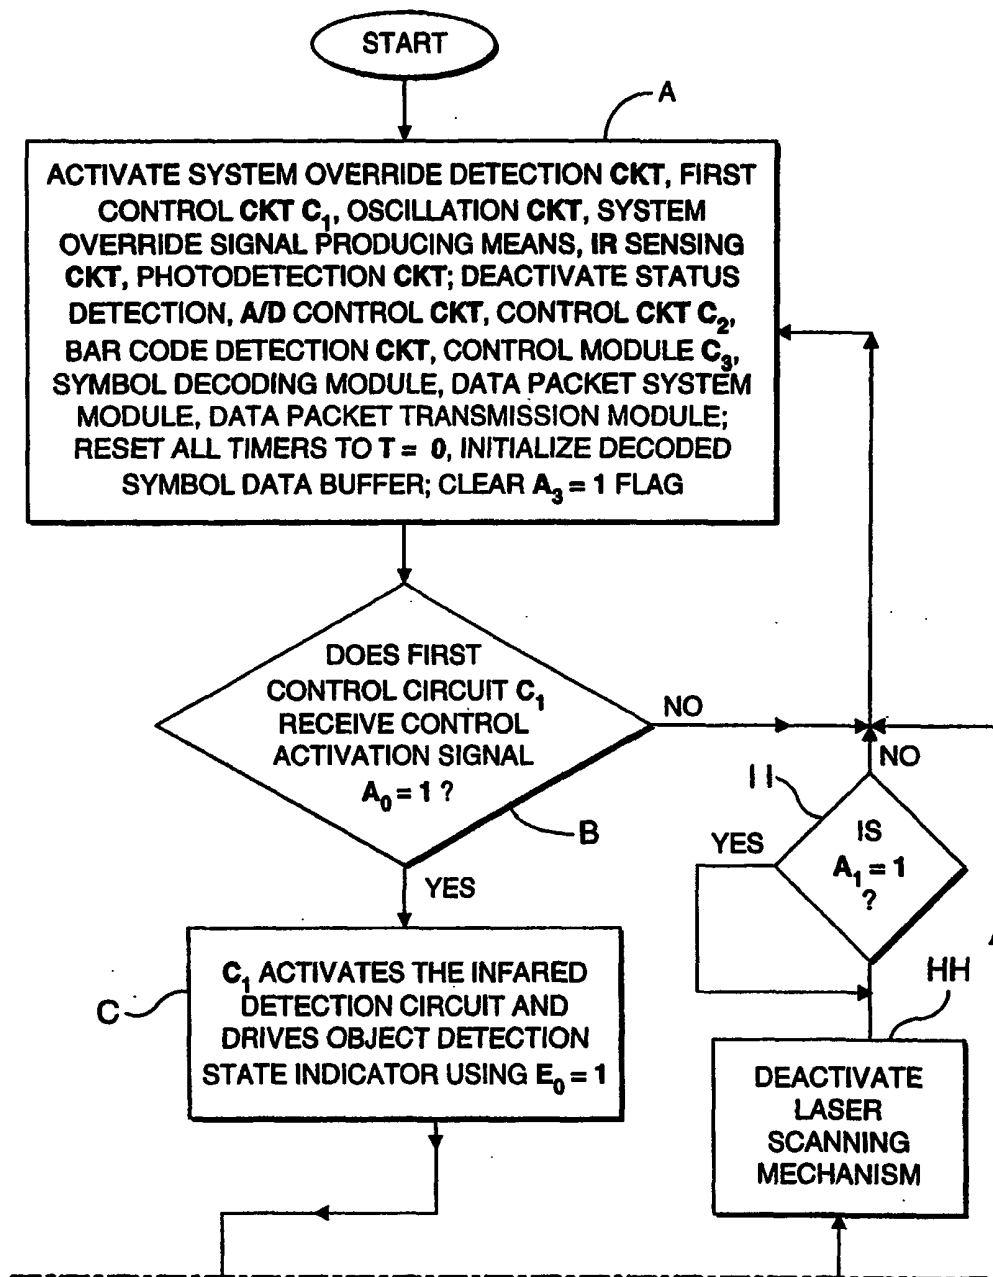 START
A
ACTIVATE SYSTEM OVERRIDE DETECTION CKT, FIRST
CONTROL CKT C1, OSCILLATION CKT, SYSTEM
OVERRIDE SIGNAL PRODUCING MEANS, IR SENSING
CKT, PHOTODETECTION CKT; DEACTIVATE STATUS
DETECTION, A/D CONTROL CKT, CONTROL CKT C2,
BAR CODE DETECTION CKT, CONTROL MODULE C3,
SYMBOL DECODING MODULE, DATA PACKET SYSTEM
MODULE, DATA PACKET TRANSMISSION MODULE;
RESET ALL TIMERS TO T = 0, INITIALIZE DECODED
SYMBOL DATA BUFFER; CLEAR A3 = 1 FLAG
DOES FIRST
CONTROL CIRCUIT C1
RECEIVE CONTROL
ACTIVATION SIGNAL
A0 = 1 ?
NO
B
YES
NO
II
YES
IS
A1 = 1
?
C
C1 ACTIVATES THE INFARED
DETECTION CIRCUIT AND
DRIVES OBJECT DETECTION
STATE INDICATOR USING E0 = 1
HH
DEACTIVATE
LASER
SCANNING
MECHANISM